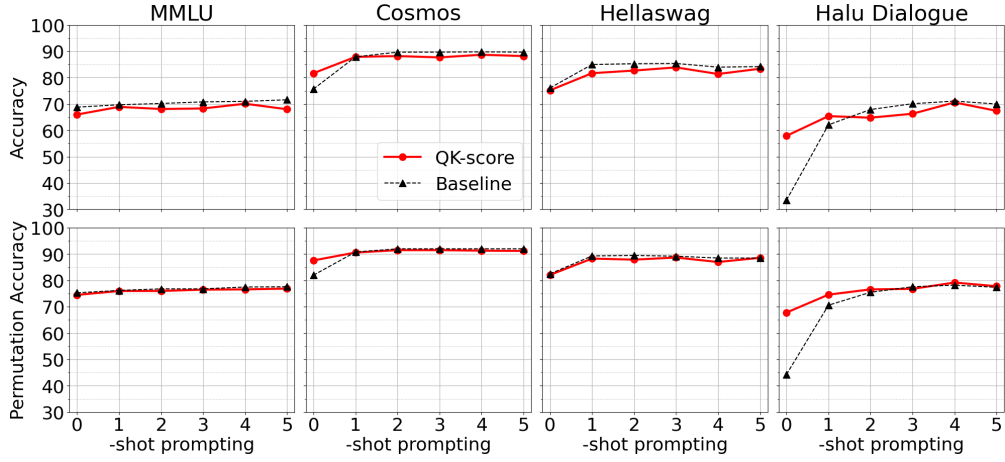 MMLU
Cosmos
Hellaswag
Halu Dialogue
Accuracy
100
90
80
70
60
50
40
30
QK-score
Baseline
Permutation Accuracy
100
90
80
70
60
50
40
30
0 1 2 3 4 5
0 1 2 3 4 5
0 1 2 3 4 5
0 1 2 3 4 5
-shot prompting
-shot prompting
-shot prompting
-shot prompting